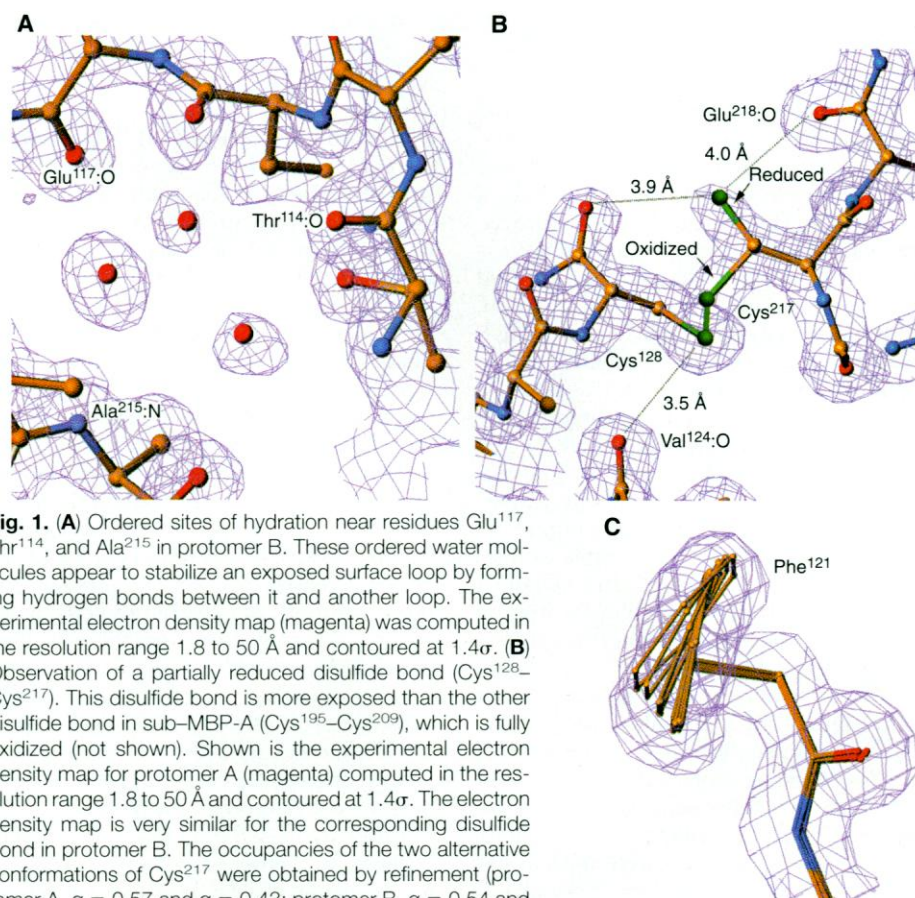 A
B
Glu¹¹⁷:O
Thr¹¹⁴:O
Ala²¹⁵:N
Glu²¹⁸:O
4.0 Å
3.9 Å
Reduced
Oxidized
Cys²¹⁷
Cys¹²⁸
3.5 Å
Val¹²⁴:O
ig. 1. (A) Ordered sites of hydration near residues Glu¹¹⁷,
hr¹¹⁴, and Ala²¹⁵ in protomer B. These ordered water mol-
cules appear to stabilize an exposed surface loop by form-
ng hydrogen bonds between it and another loop. The ex-
erimental electron density map (magenta) was computed in
he resolution range 1.8 to 50 Å and contoured at 1.4σ. (B)
Observation of a partially reduced disulfide bond (Cys¹²⁸–
ys²¹⁷). This disulfide bond is more exposed than the other
isulfide bond in sub–MBP-A (Cys¹⁹⁵–Cys²⁰⁹), which is fully
xidized (not shown). Shown is the experimental electron
ensity map for protomer A (magenta) computed in the res-
lution range 1.8 to 50 Å and contoured at 1.4σ. The electron
ensity map is very similar for the corresponding disulfide
ond in protomer B. The occupancies of the two alternative
onformations of Cys²¹⁷ were obtained by refinement (pro-
C
Phe¹²¹